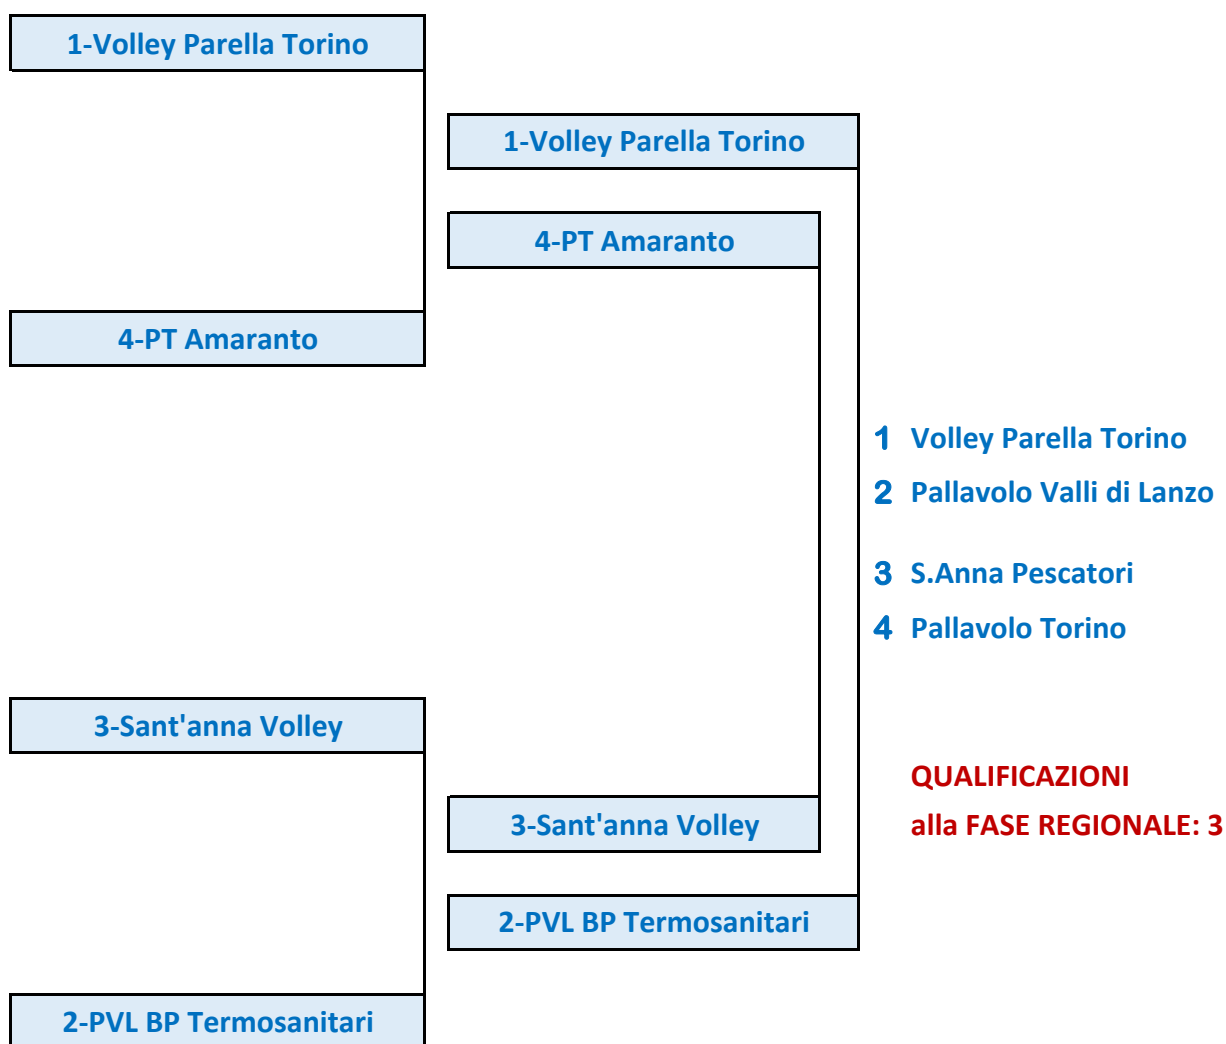 1-Volley Parella Torino
1-Volley Parella Torino
4-PT Amaranto
4-PT Amaranto
1 Volley Parella Torino
2 Pallavolo Valli di Lanzo
3 S.Anna Pescatori
4 Pallavolo Torino
3-Sant'anna Volley
QUALIFICAZIONI
alla FASE REGIONALE: 3
3-Sant'anna Volley
2-PVL BP Termosanitari
2-PVL BP Termosanitari